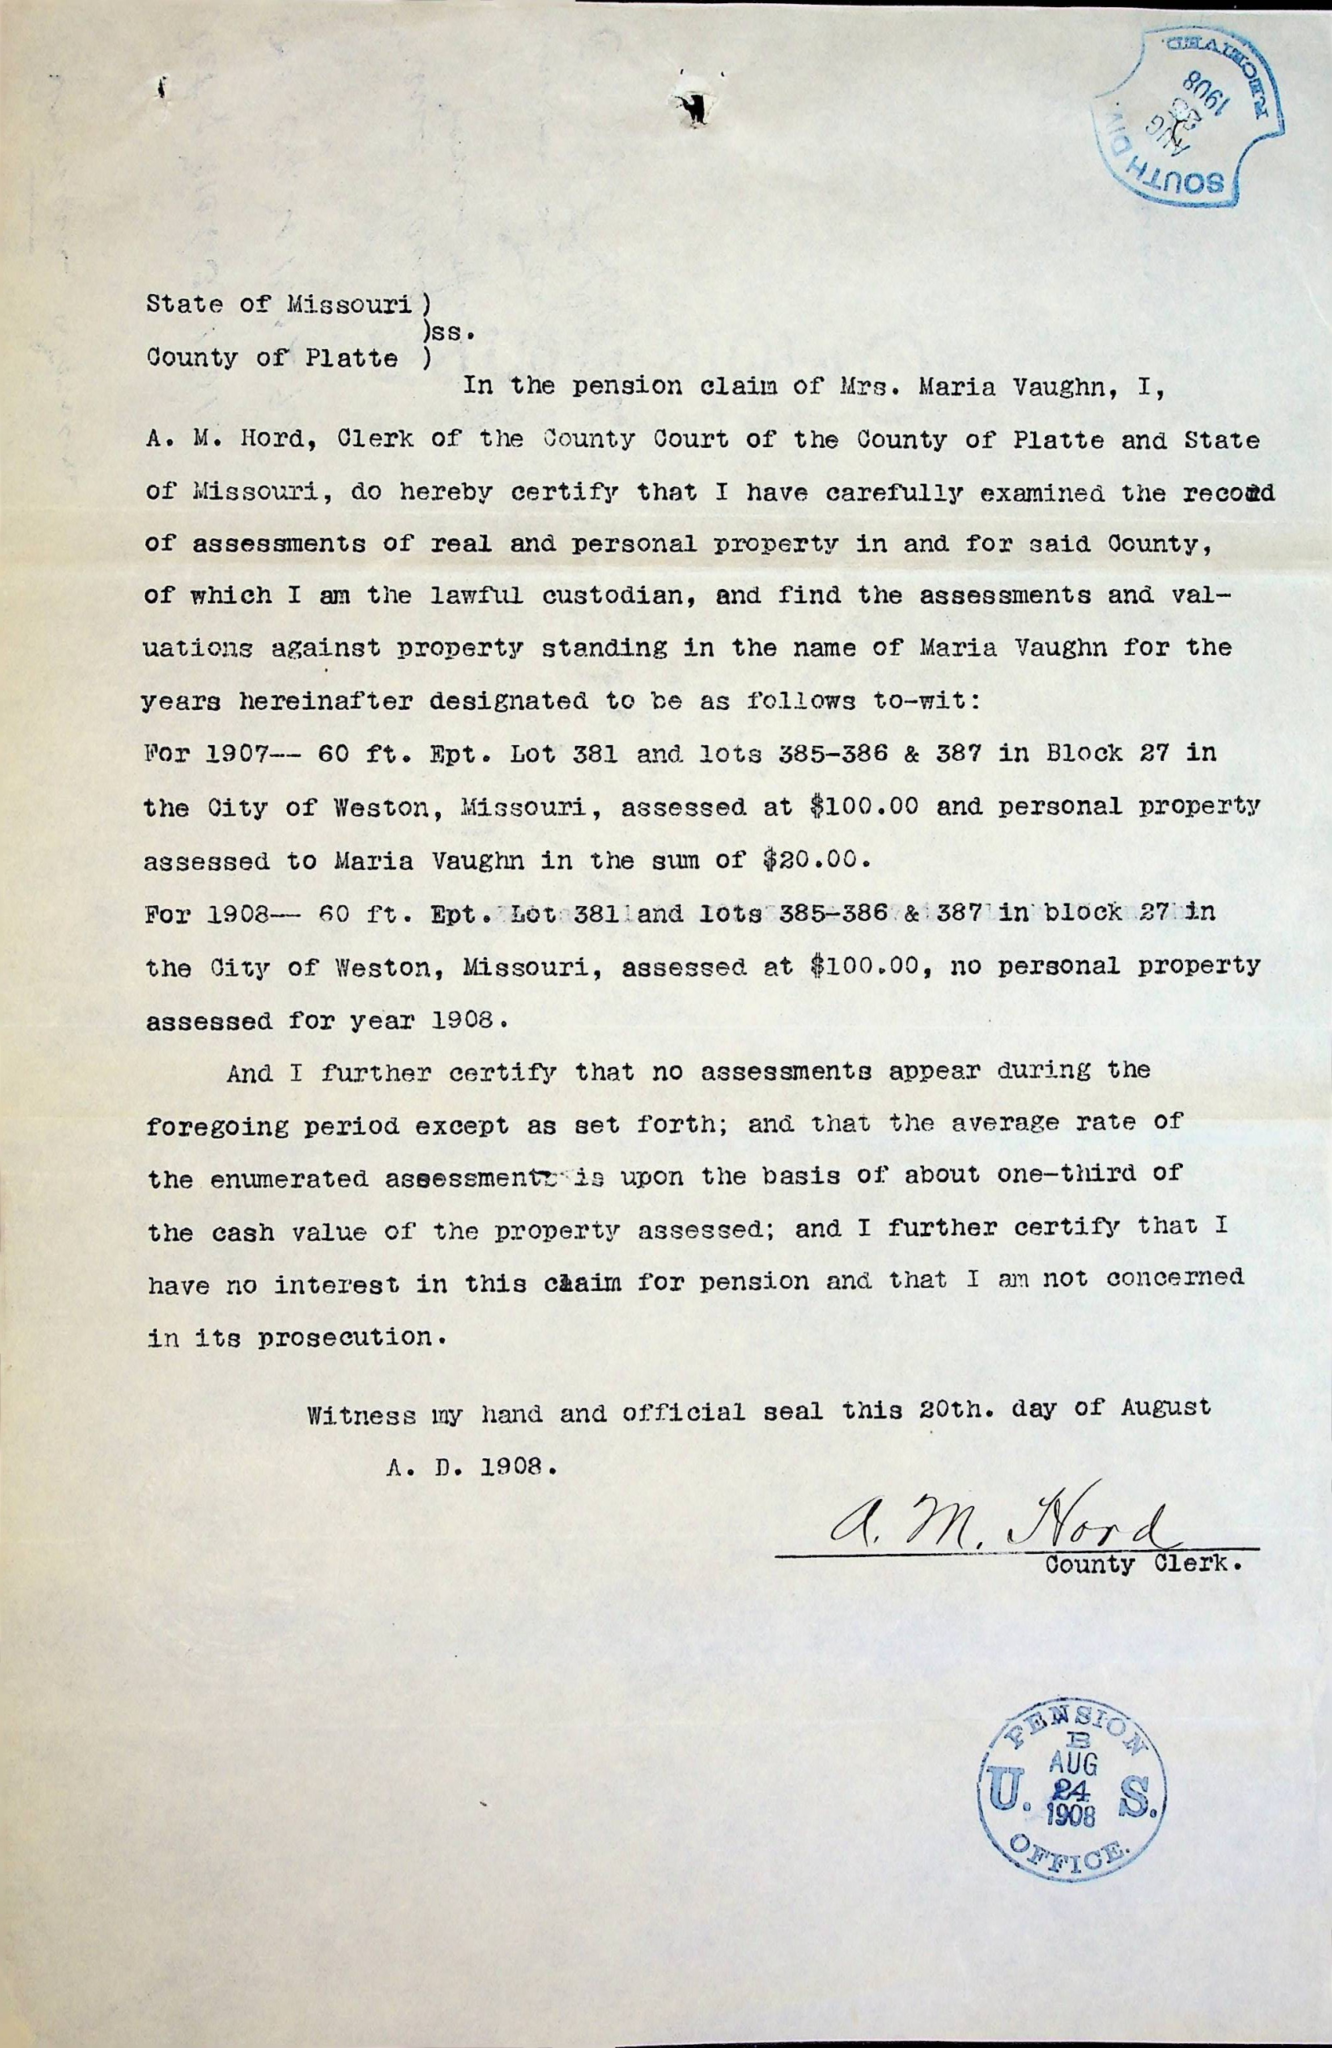 RECEIVED
AUG
1908
SOUTH DIV.
State of Missouri )
)ss.
County of Platte )
In the pension claim of Mrs. Maria Vaughn, I,
A. M. Hord, Clerk of the County Court of the County of Platte and State
of Missouri, do hereby certify that I have carefully examined the record
of assessments of real and personal property in and for said County,
of which I am the lawful custodian, and find the assessments and val-
uations against property standing in the name of Maria Vaughn for the
years hereinafter designated to be as follows to-wit:
For 1907-- 60 ft. Ept. Lot 381 and lots 385-386 & 387 in Block 27 in
the City of Weston, Missouri, assessed at $100.00 and personal property
assessed to Maria Vaughn in the sum of $20.00.
For 1908-- 60 ft. Ept. Lot 381 and lots 385-386 & 387 in block 27 in
the City of Weston, Missouri, assessed at $100.00, no personal property
assessed for year 1908.
And I further certify that no assessments appear during the
foregoing period except as set forth; and that the average rate of
the enumerated assessments is upon the basis of about one-third of
the cash value of the property assessed; and I further certify that I
have no interest in this claim for pension and that I am not concerned
in its prosecution.
Witness my hand and official seal this 20th. day of August
A. D. 1908.
A. M. Hord
County Clerk.
PENSION
B
AUG
U. 24 S.
1908
OFFICE.